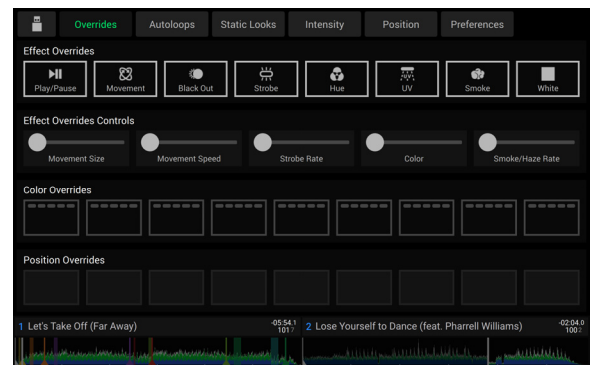 Overrides Autoloops Static Looks Intensity Position Preferences
Effect Overrides
Play/Pause Movement Black Out Strobe Hue UV Smoke White
Effect Overrides Controls
Movement Size Movement Speed Strobe Rate Color Smoke/Haze Rate
Color Overrides
Position Overrides
1 Let's Take Off (Far Away) -05:54.1 2 Lose Yourself to Dance (feat. Pharrell Williams) -02:04.0
101 100